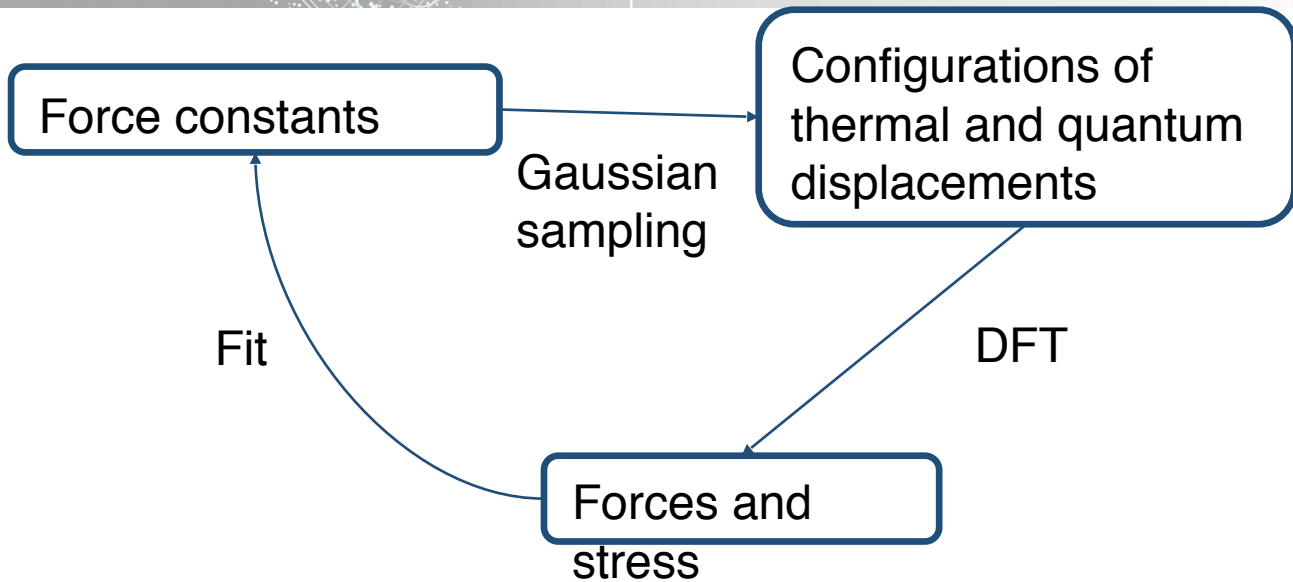 Force constants
Configurations of
thermal and quantum
displacements
Gaussian
sampling
Fit
DFT
Forces and
stress